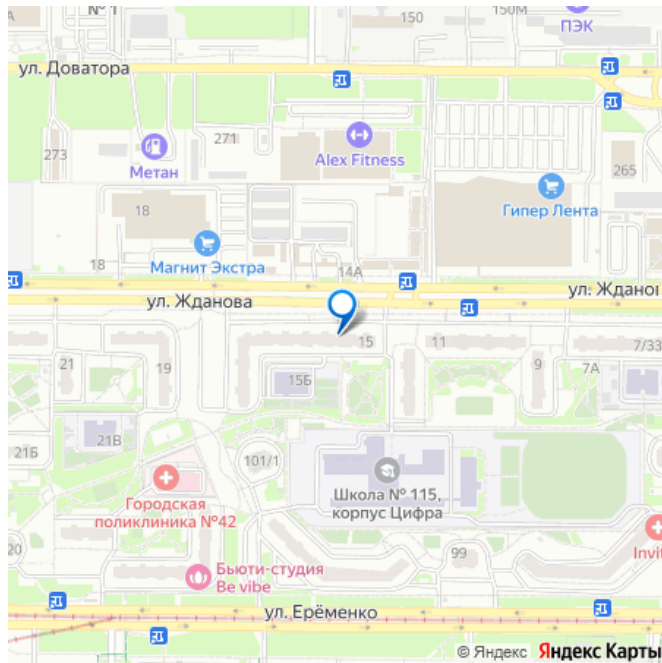 № 1
150
150М
ПЭК
ул. Доватора
273
Метан
271
Alex Fitness
265
Гипер Лента
18
Магнит Экстра
18
14А
ул. Жданова
ул. Ждано
15
11
7/33
21
19
15Б
9
7А
21В
21Б
101/1
Школа № 115,
корпус Цифра
Городская
поликлиника №42
20
99
Invit
Бьюти-студия
Be vibe
ул. Ерёменко
© Яндекс Яндекс Карты